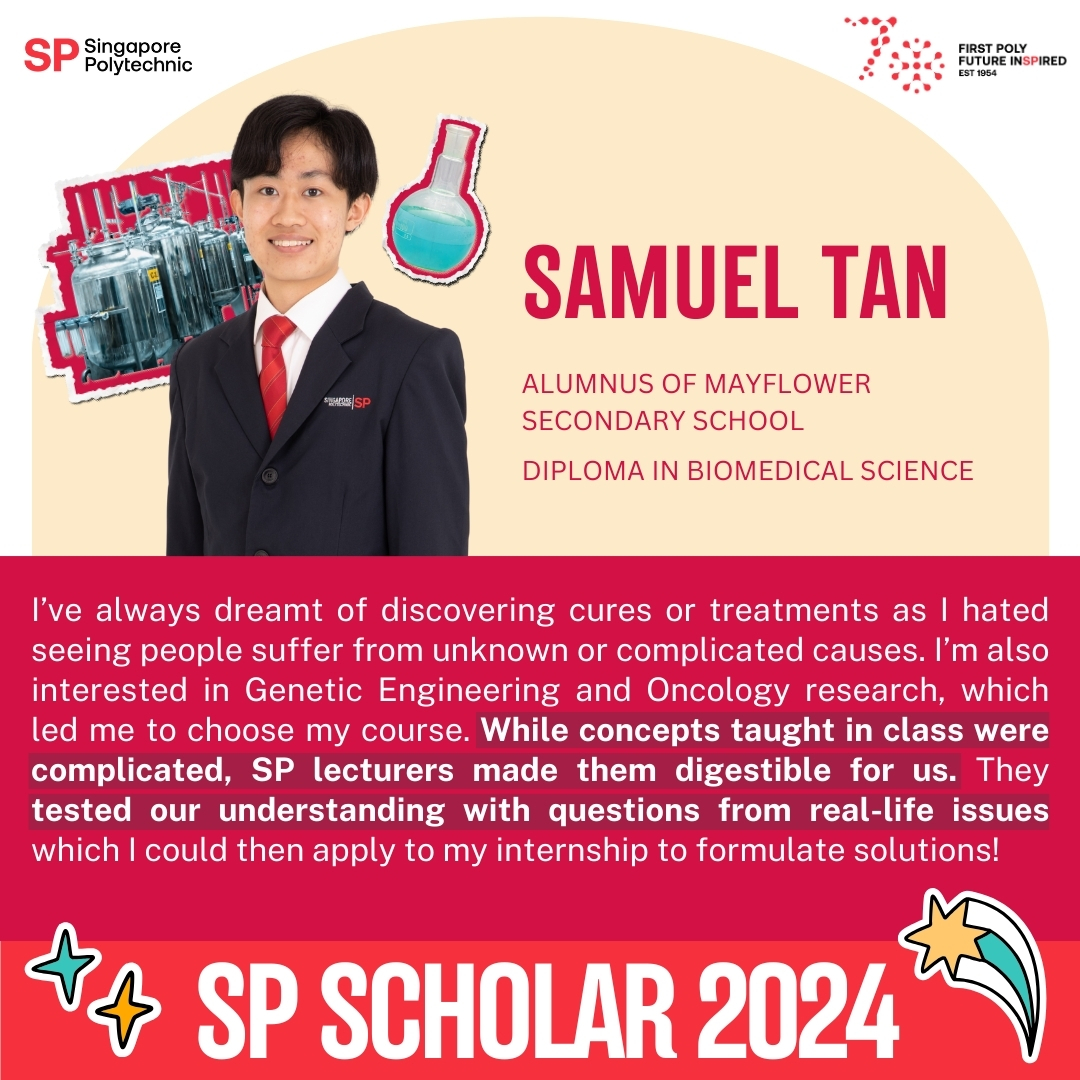 SP Singapore
Polytechnic
70
FIRST POLY
FUTURE INSPIRED
EST 1954
SAMUEL TAN
ALUMNUS OF MAYFLOWER
SECONDARY SCHOOL
DIPLOMA IN BIOMEDICAL SCIENCE
SINGAPORE
POLYTECHNIC SP
I’ve always dreamt of discovering cures or treatments as I hated
seeing people suffer from unknown or complicated causes. I’m also
interested in Genetic Engineering and Oncology research, which
led me to choose my course. While concepts taught in class were
complicated, SP lecturers made them digestible for us. They
tested our understanding with questions from real-life issues
which I could then apply to my internship to formulate solutions!
SP SCHOLAR 2024